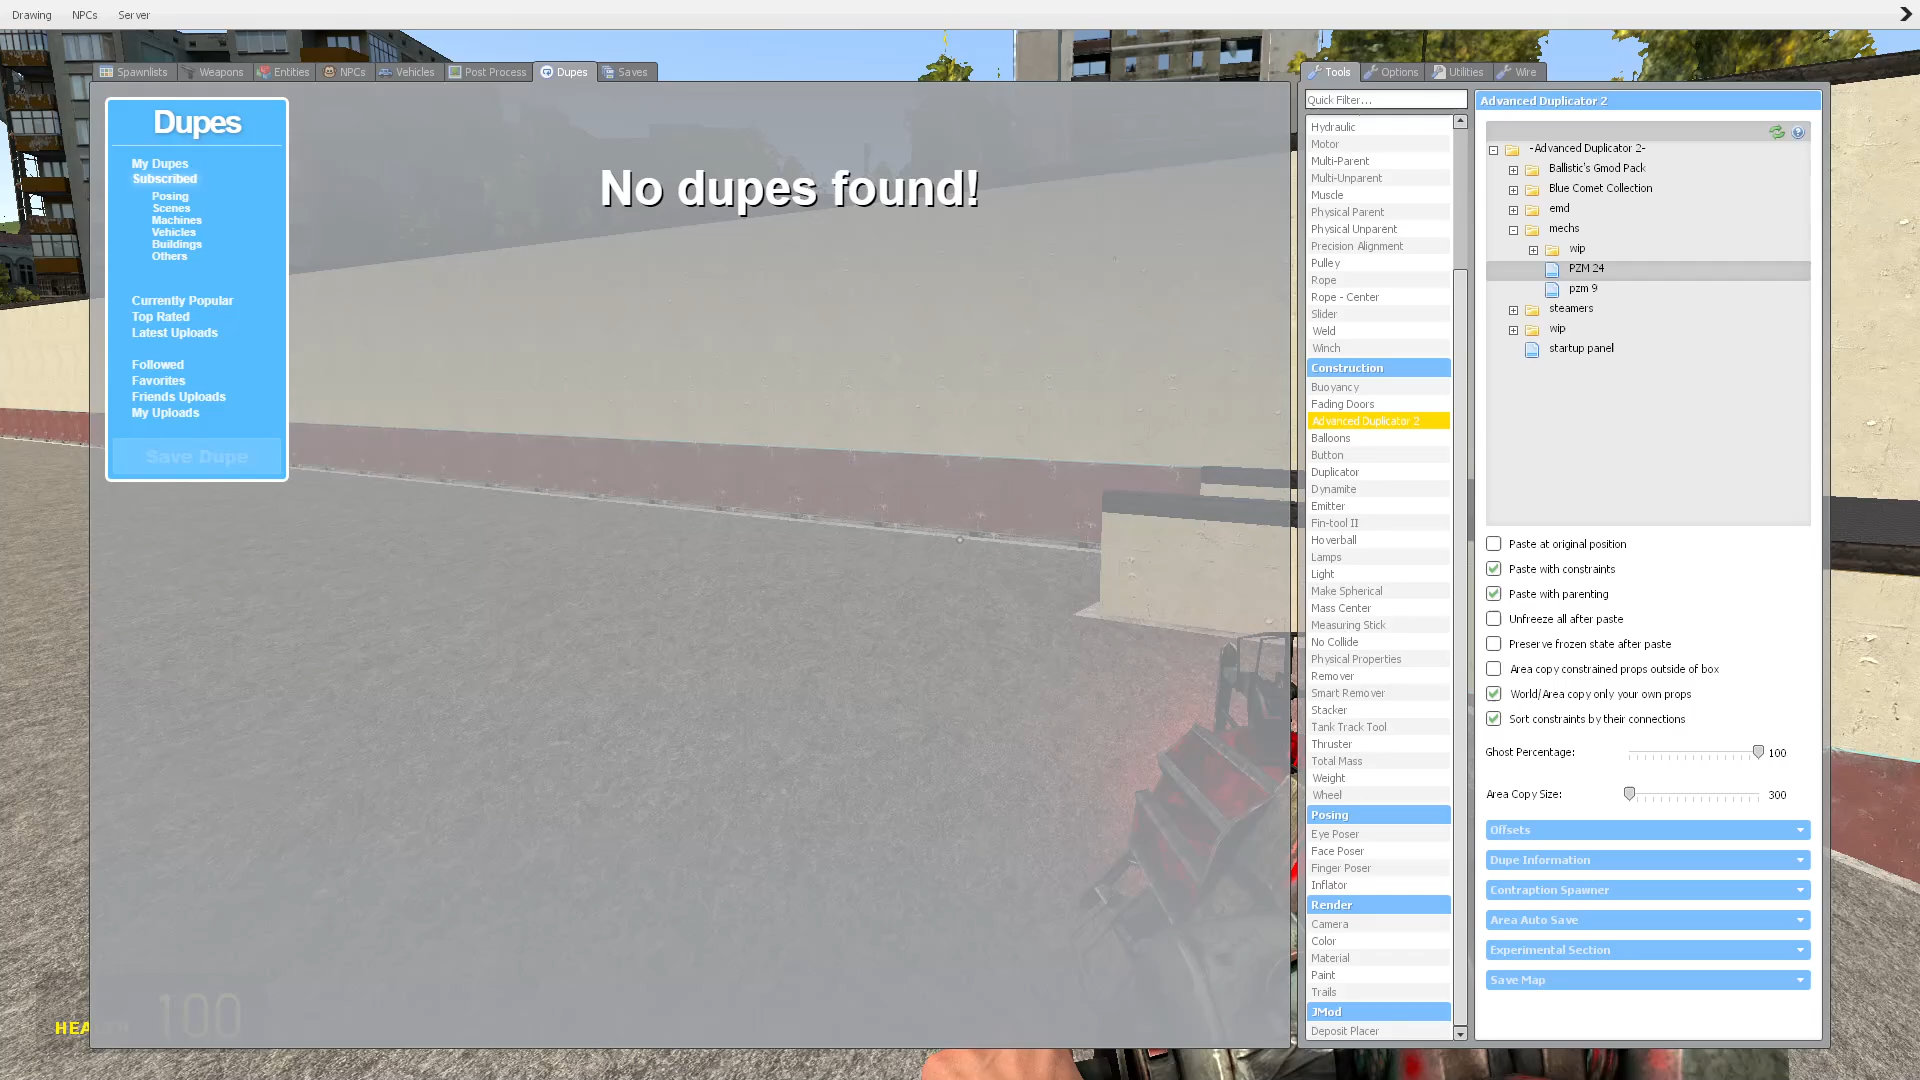 Drawing NPCs Server
Spawnlists Weapons Entities NPCs Vehicles Post Process Dupes Saves
Tools Options Utilities Wire
Dupes
My Dupes
Subscribed
Posing
Scenes
Machines
Vehicles
Buildings
Others
Currently Popular
Top Rated
Latest Uploads
Followed
Favorites
Friends Uploads
My Uploads
Save Dupe
No dupes found!
100
Quick Filter...
Hydraulic
Motor
Multi-Parent
Multi-Unparent
Muscle
Physical Parent
Physical Unparent
Precision Alignment
Pulley
Rope
Rope - Center
Slider
Weld
Winch
Construction
Buoyancy
Fading Doors
Advanced Duplicator 2
Balloons
Button
Duplicator
Dynamite
Emitter
Fin-tool II
Hoverball
Lamps
Light
Make Spherical
Mass Center
Measuring Stick
No Collide
Physical Properties
Remover
Smart Remover
Stacker
Tank Track Tool
Thruster
Total Mass
Weight
Wheel
Posing
Eye Poser
Face Poser
Finger Poser
Inflator
Render
Camera
Color
Material
Paint
Trails
JMod
Deposit Placer
Advanced Duplicator 2
-Advanced Duplicator 2-
Ballistic's Gmod Pack
Blue Comet Collection
emd
mechs
wip
PZM 24
pzm 9
steamers
wip
startup panel
Paste at original position
Paste with constraints
Paste with parenting
Unfreeze all after paste
Preserve frozen state after paste
Area copy constrained props outside of box
World/Area copy only your own props
Sort constraints by their connections
Ghost Percentage: 100
Area Copy Size: 300
Offsets
Dupe Information
Contraption Spawner
Area Auto Save
Experimental Section
Save Map